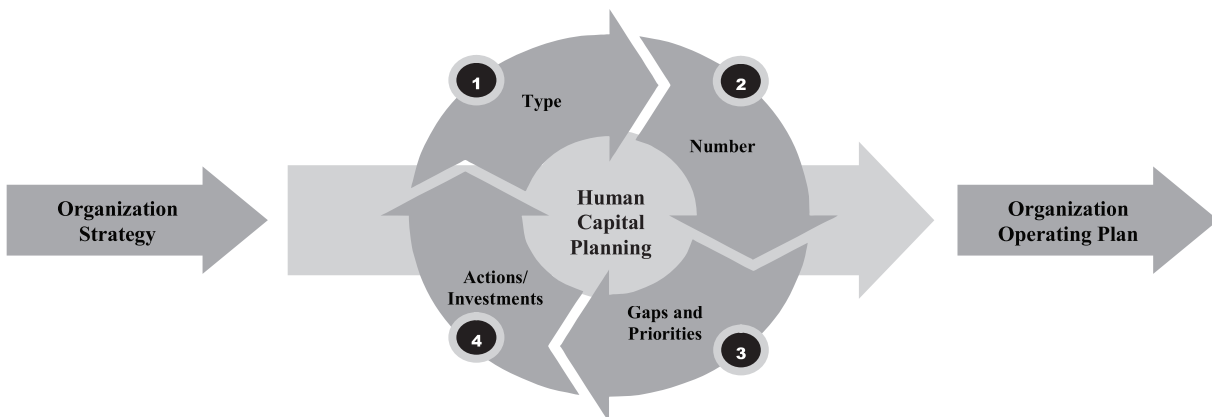 1
Type
2
Number
Organization
Strategy
Human
Capital
Planning
Organization
Operating Plan
Actions/
Investments
4
Gaps and
Priorities
3